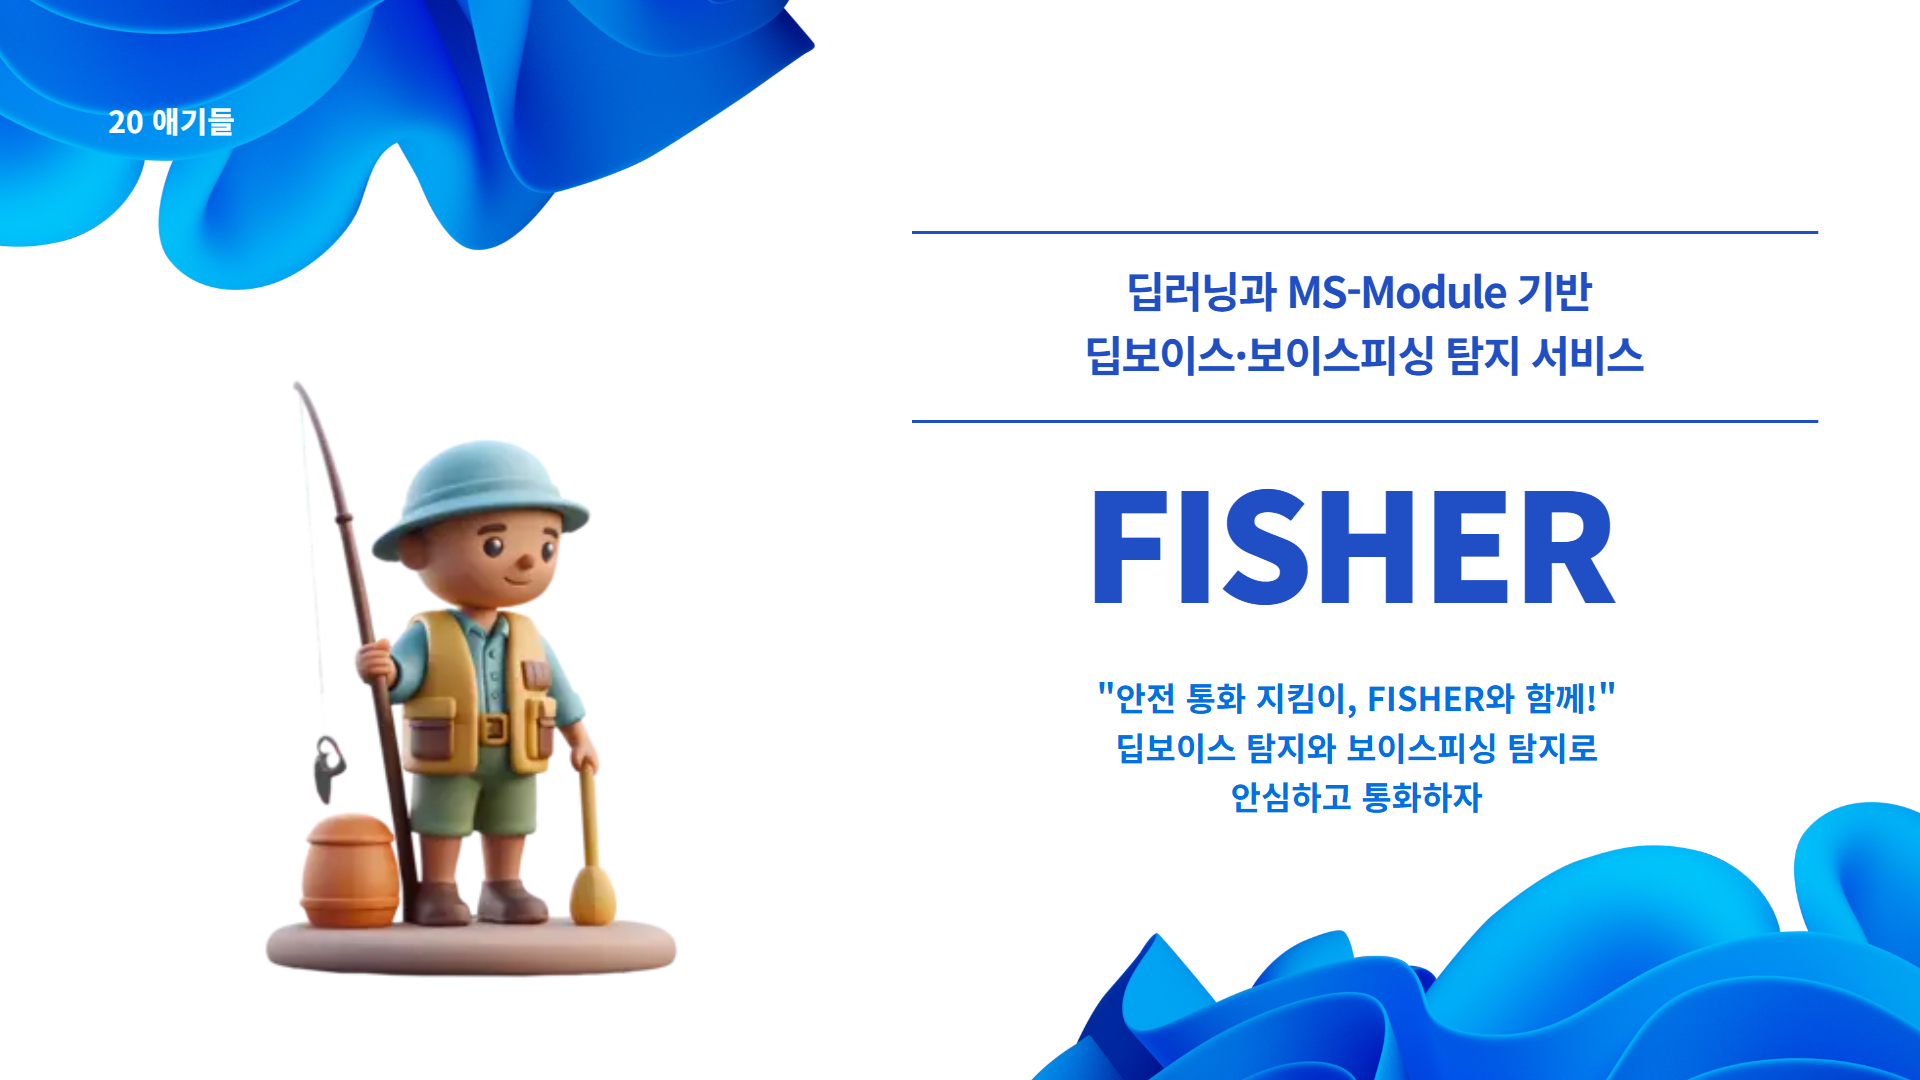 20 애기들
딥러닝과 MS-Module 기반
딥보이스·보이스피싱 탐지 서비스
FISHER
"안전 통화 지킴이, FISHER와 함께!"
딥보이스 탐지와 보이스피싱 탐지로
안심하고 통화하자